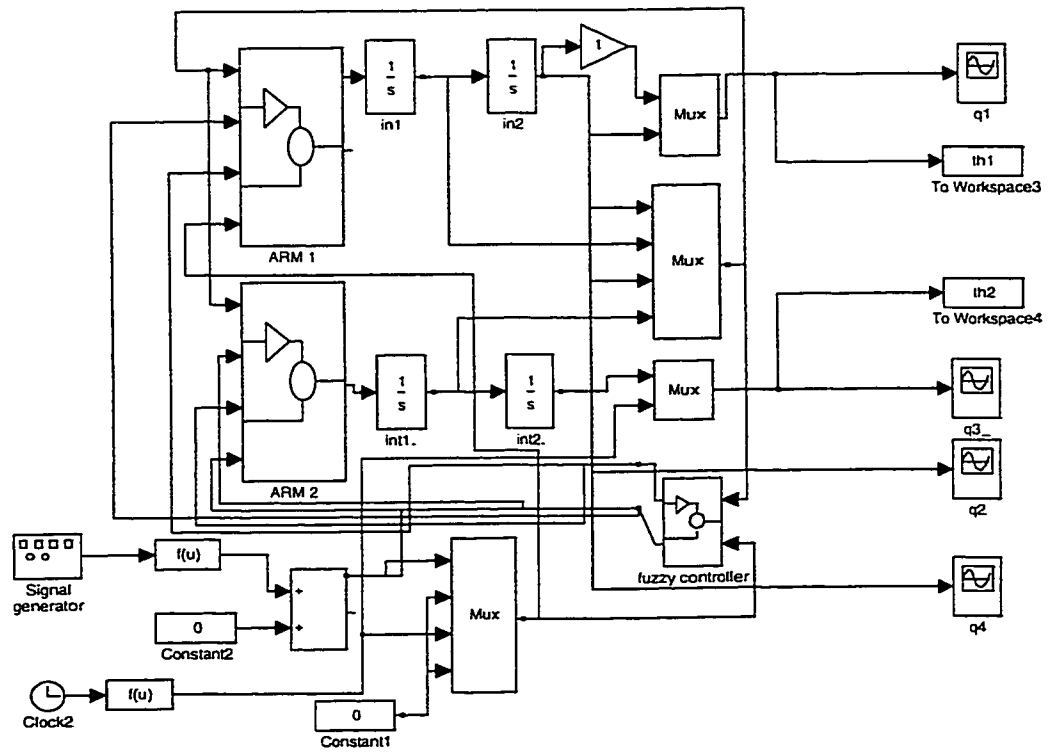 1
s
in1
1
s
in2
1
Mux
q1
th1
To Workspace3
ARM 1
Mux
th2
To Workspace4
1
s
int1.
1
s
int2.
Mux
q3_
ARM 2
q2
fuzzy controller
Signal
generator
f(u)
+
+
0
Constant2
Mux
q4
Clock2
f(u)
0
Constant1